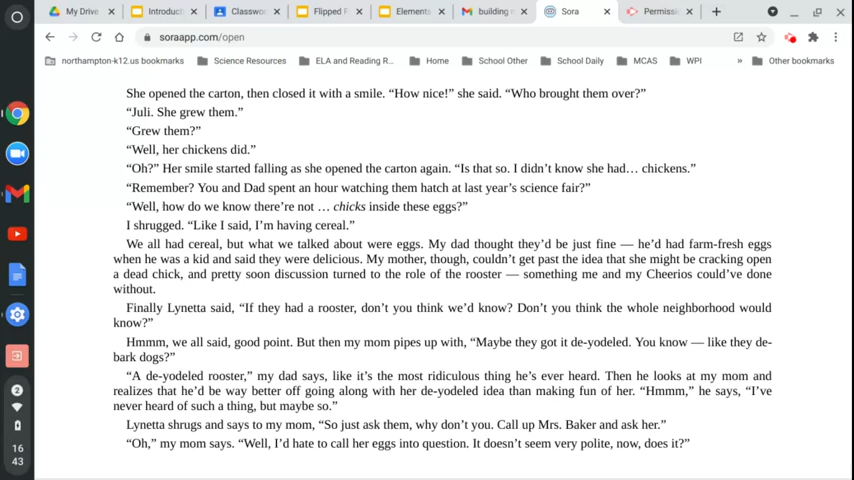 My Drive
Introduct
Classwor
Flipped F
Elements
building r
Sora
Permissi
soraapp.com/open
northampton-k12.us bookmarks
Science Resources
ELA and Reading R...
Home
School Other
School Daily
MCAS
WPI
»
Other bookmarks
She opened the carton, then closed it with a smile. “How nice!” she said. “Who brought them over?”
“Juli. She grew them.”
“Grew them?”
“Well, her chickens did.”
“Oh?” Her smile started falling as she opened the carton again. “Is that so. I didn’t know she had… chickens.”
“Remember? You and Dad spent an hour watching them hatch at last year’s science fair?”
“Well, how do we know there’re not … chicks inside these eggs?”
I shrugged. “Like I said, I’m having cereal.”
We all had cereal, but what we talked about were eggs. My dad thought they’d be just fine — he’d had farm-fresh eggs
when he was a kid and said they were delicious. My mother, though, couldn’t get past the idea that she might be cracking open
a dead chick, and pretty soon discussion turned to the role of the rooster — something me and my Cheerios could’ve done
without.
Finally Lynetta said, “If they had a rooster, don’t you think we’d know? Don’t you think the whole neighborhood would
know?”
Hmmm, we all said, good point. But then my mom pipes up with, “Maybe they got it de-yodeled. You know — like they de-
bark dogs?”
“A de-yodeled rooster,” my dad says, like it’s the most ridiculous thing he’s ever heard. Then he looks at my mom and
realizes that he’d be way better off going along with her de-yodeled idea than making fun of her. “Hmmm,” he says, “I’ve
never heard of such a thing, but maybe so.”
Lynetta shrugs and says to my mom, “So just ask them, why don’t you. Call up Mrs. Baker and ask her.”
“Oh,” my mom says. “Well, I’d hate to call her eggs into question. It doesn’t seem very polite, now, does it?”
2
16
43